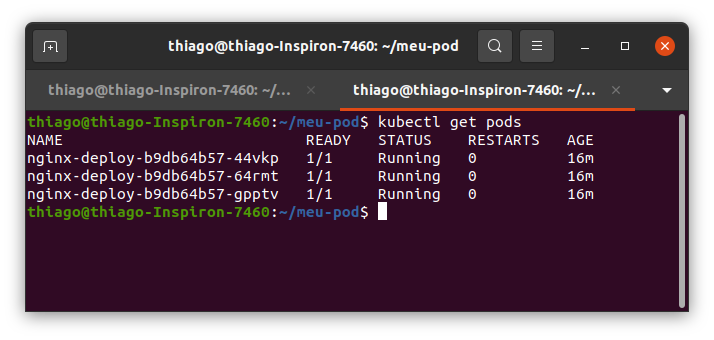 thiago@thiago-Inspiron-7460: ~/meu-pod
thiago@thiago-Inspiron-7460: ~/...
thiago@thiago-Inspiron-7460: ~/...
thiago@thiago-Inspiron-7460:~/meu-pod$ kubectl get pods
NAME READY STATUS RESTARTS AGE
nginx-deploy-b9db64b57-44vkp 1/1 Running 0 16m
nginx-deploy-b9db64b57-64rmt 1/1 Running 0 16m
nginx-deploy-b9db64b57-gpptv 1/1 Running 0 16m
thiago@thiago-Inspiron-7460:~/meu-pod$